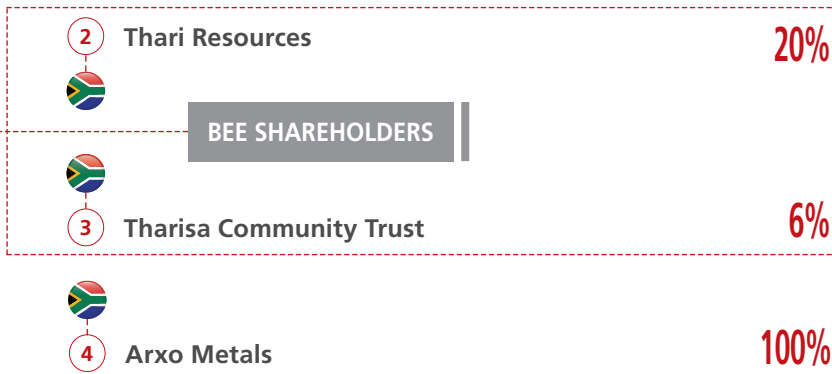 2 Thari Resources 20%
BEE SHAREHOLDERS
3 Tharisa Community Trust 6%
4 Arxo Metals 100%